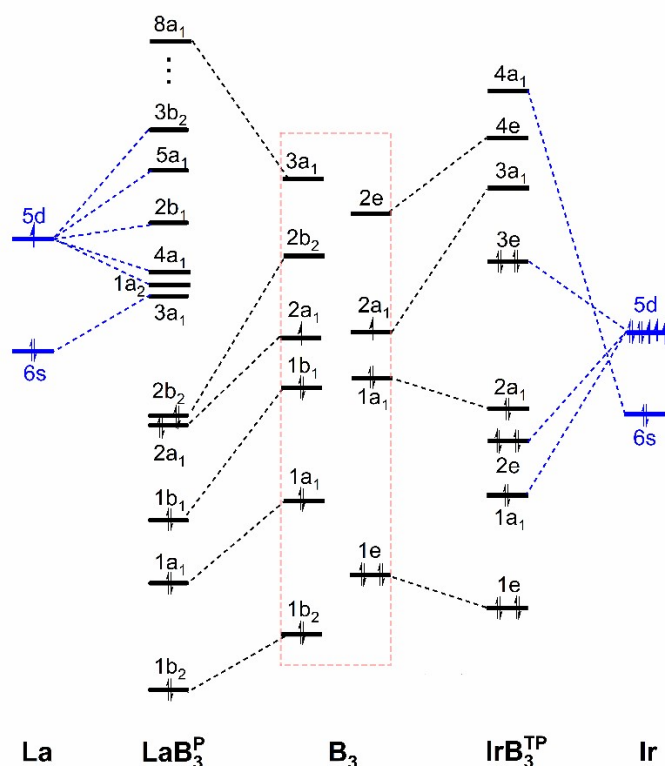 8a₁
4a₁
3b₂
4e
5a₁
3a₁
3a₁
2e
5d
2b₁
2b₂
3e
4a₁
1a₂
3a₁
2a₁
2a₁
5d
6s
1b₁
1a₁
2b₂
2a₁
6s
2a₁
2e
1b₁
1a₁
1a₁
1a₁
1e
1e
1b₂
1b₂
La LaB₃ᴾ B₃ IrB₃ᵀᴾ Ir